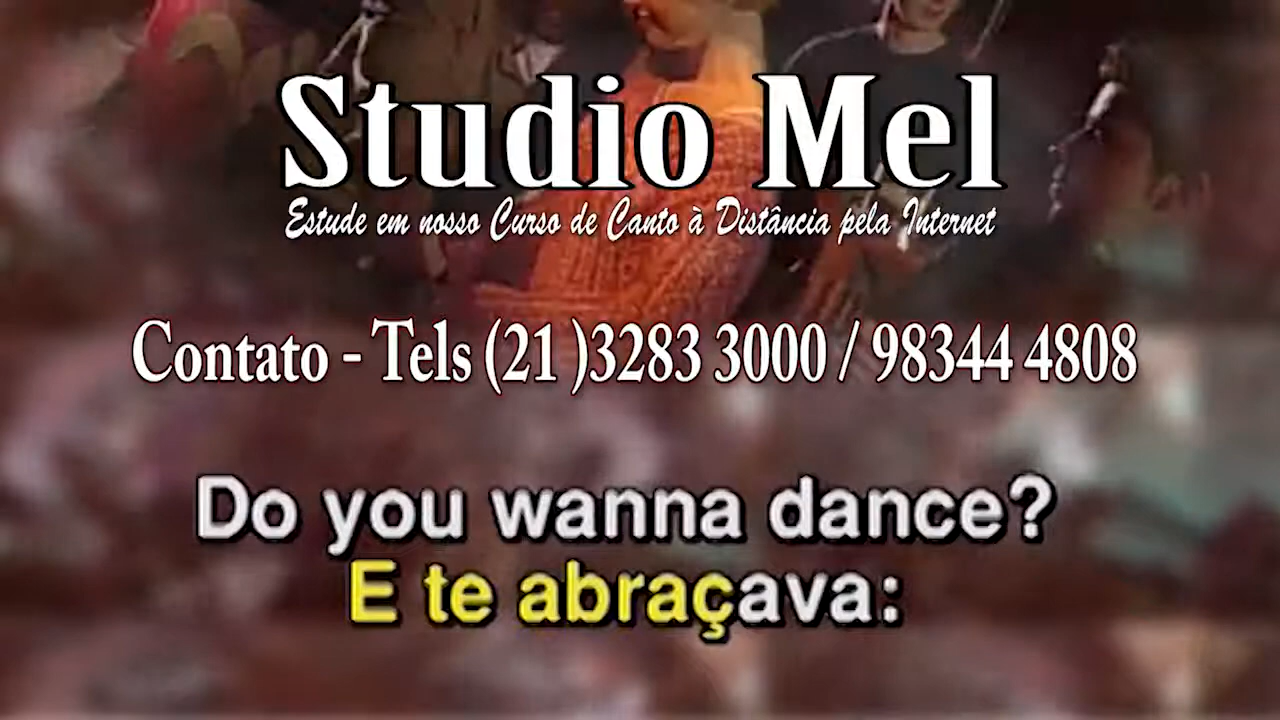 Studio Mel
Estude em nosso Curso de Canto à Distância pela Internet
Contato - Tels (21 )3283 3000 / 98344 4808
Do you wanna dance?
E te abraçava: